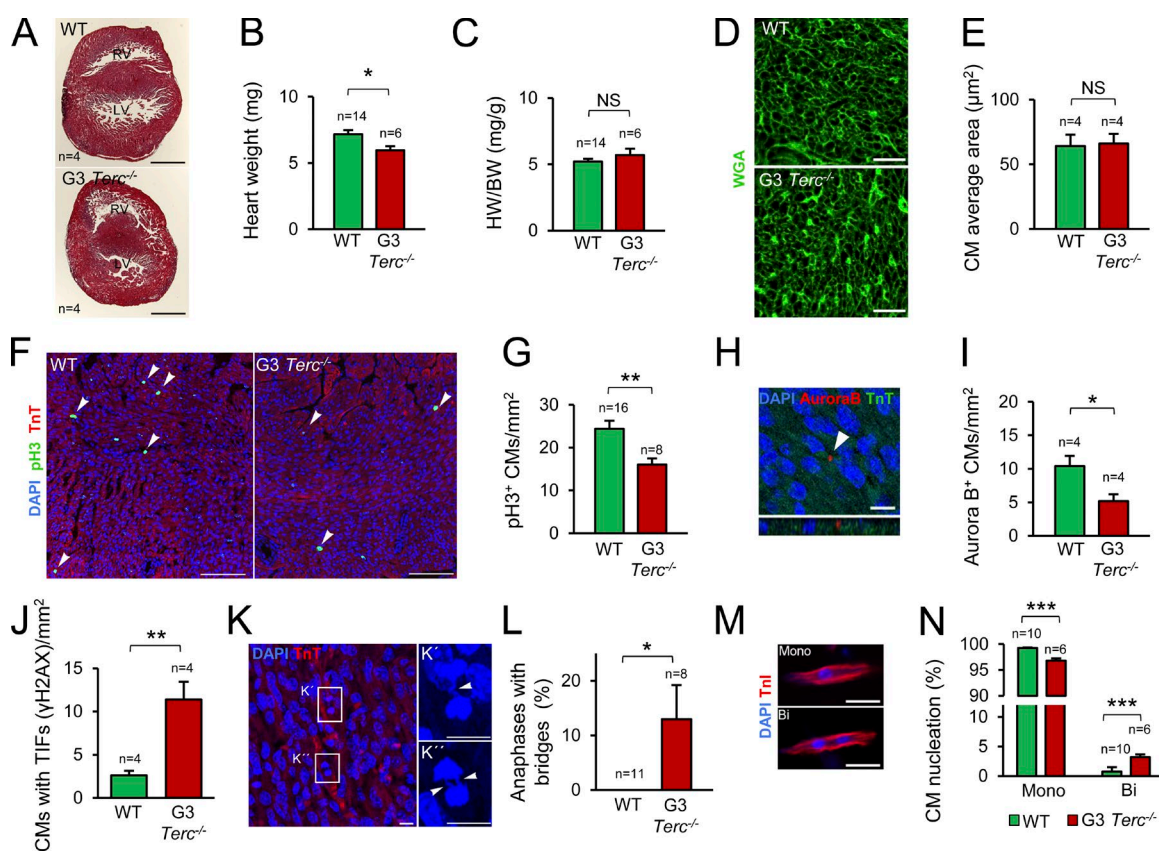 A
WT
RV
LV
n=4
G3 Terc-/-
RV
LV
n=4
B
Heart weight (mg)
10
5
0
*
n=14
n=6
WT
G3
Terc-/-
C
HW/BW (mg/g)
10
5
0
NS
n=14
n=6
WT
G3
Terc-/-
D
WGA
WT
G3 Terc-/-
E
CM average area (µm²)
100
50
0
NS
n=4
n=4
WT
G3
Terc-/-
F
DAPI pH3 TnT
WT
G3 Terc-/-
G
pH3⁺ CMs/mm²
30
20
10
0
**
n=16
n=8
WT
G3
Terc-/-
H
DAPI AuroraB TnT
I
Aurora B⁺ CMs/mm²
20
15
10
5
0
*
n=4
n=4
WT
G3
Terc-/-
J
CMs with TIFs (γH2AX)/mm²
15
10
5
0
**
n=4
n=4
WT
G3
Terc-/-
K
DAPI TnT
K´
K´´
K´
K´´
L
Anaphases with
bridges (%)
20
10
0
*
n=11
n=8
WT
G3
Terc-/-
M
DAPI TnI
Mono
Bi
N
CM nucleation (%)
100
95
90
10
5
0
***
n=10
n=6
***
n=10
n=6
Mono
Bi
WT
G3 Terc-/-